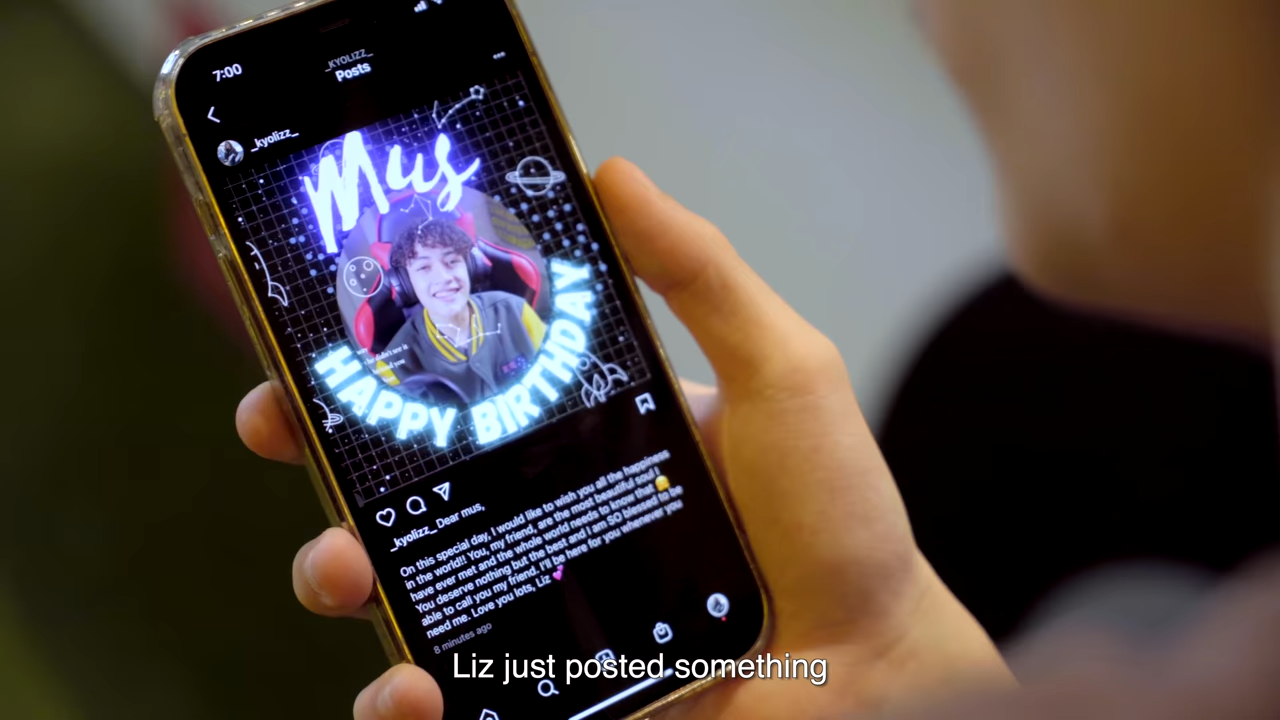 7:00
_KYOLIZZ_
Posts
_kyolizz_
Mus
HAPPY BIRTHDAY
_kyolizz_ Dear mus,
On this special day, I would like to wish you all the happiness
in the world!! You, my friend, are the most beautiful soul I
have ever met and the whole world needs to know that 🥹
You deserve nothing but the best and I am SO blessed to be
able to call you my friend. I'll be here for you whenever you
need me. Love you lots, Liz 💕
8 minutes ago
Liz just posted something